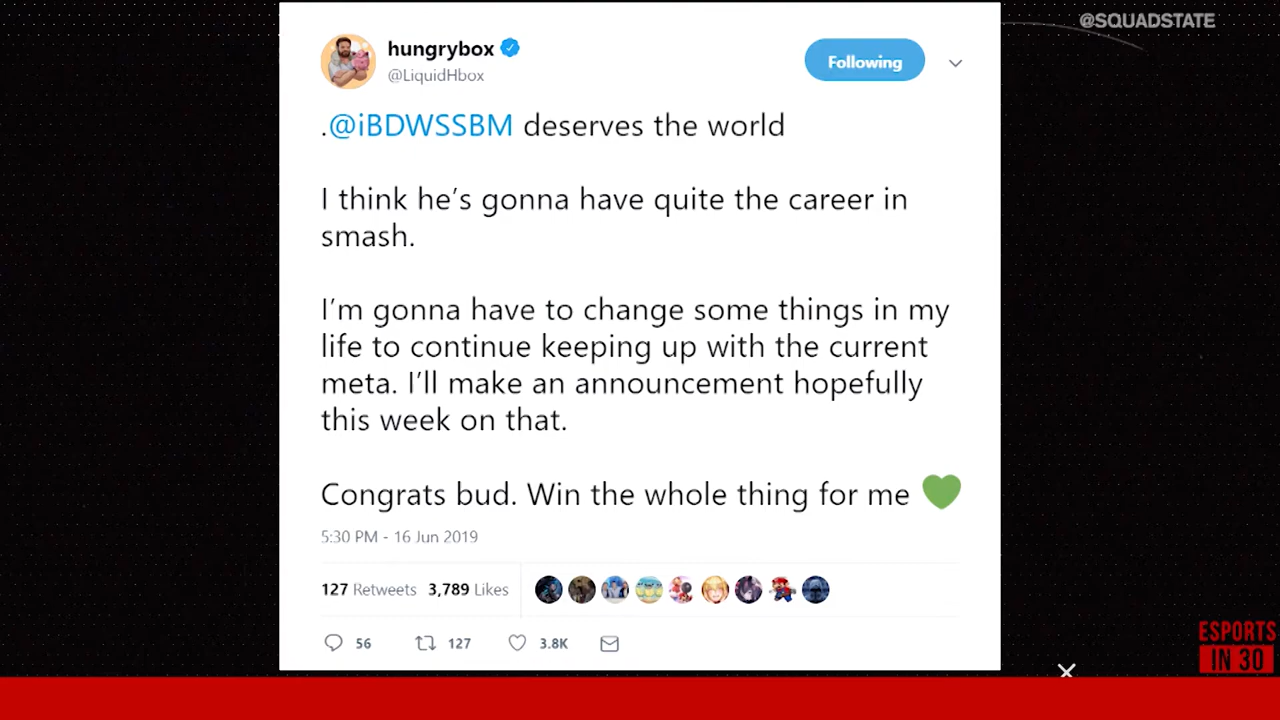 @SQUADSTATE
hungrybox
@LiquidHbox
Following
.@iBDWSSBM deserves the world
I think he's gonna have quite the career in
smash.
I'm gonna have to change some things in my
life to continue keeping up with the current
meta. I'll make an announcement hopefully
this week on that.
Congrats bud. Win the whole thing for me 💚
5:30 PM - 16 Jun 2019
127 Retweets 3,789 Likes
56 127 3.8K
ESPORTS
IN 30